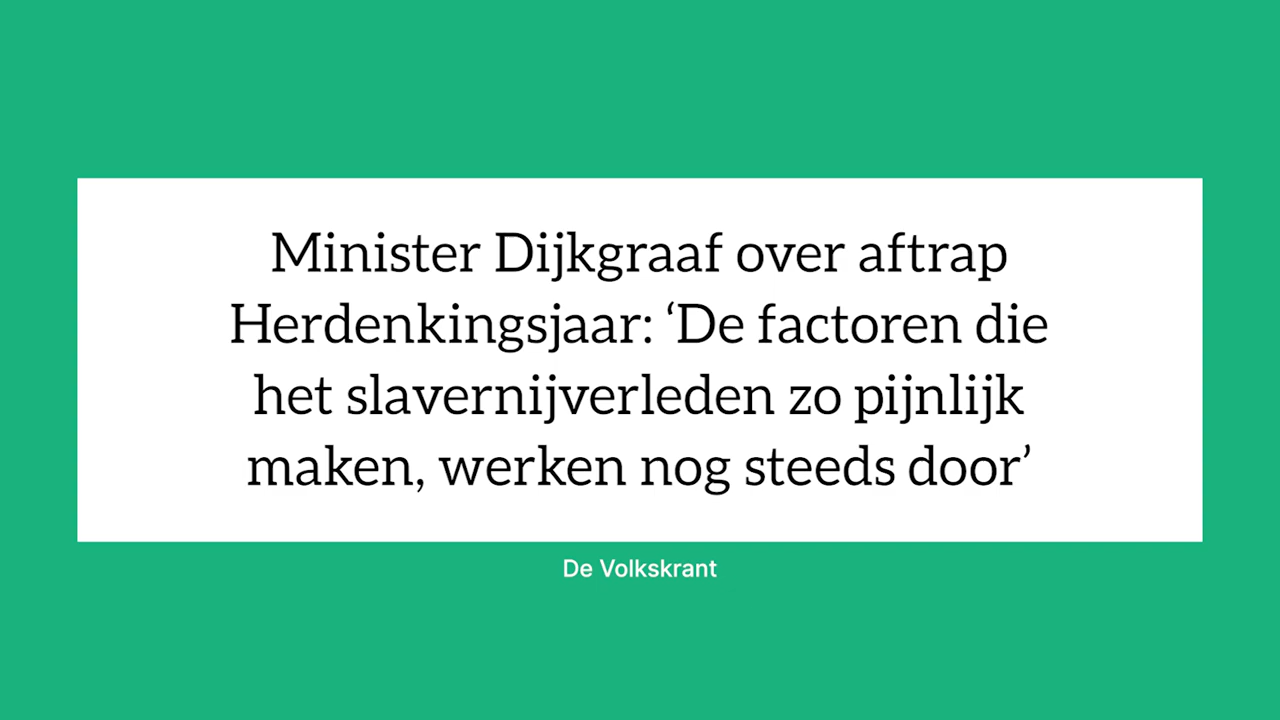 Minister Dijkgraaf over aftrap
Herdenkingsjaar: ‘De factoren die
het slavernijverleden zo pijnlijk
maken, werken nog steeds door’
De Volkskrant